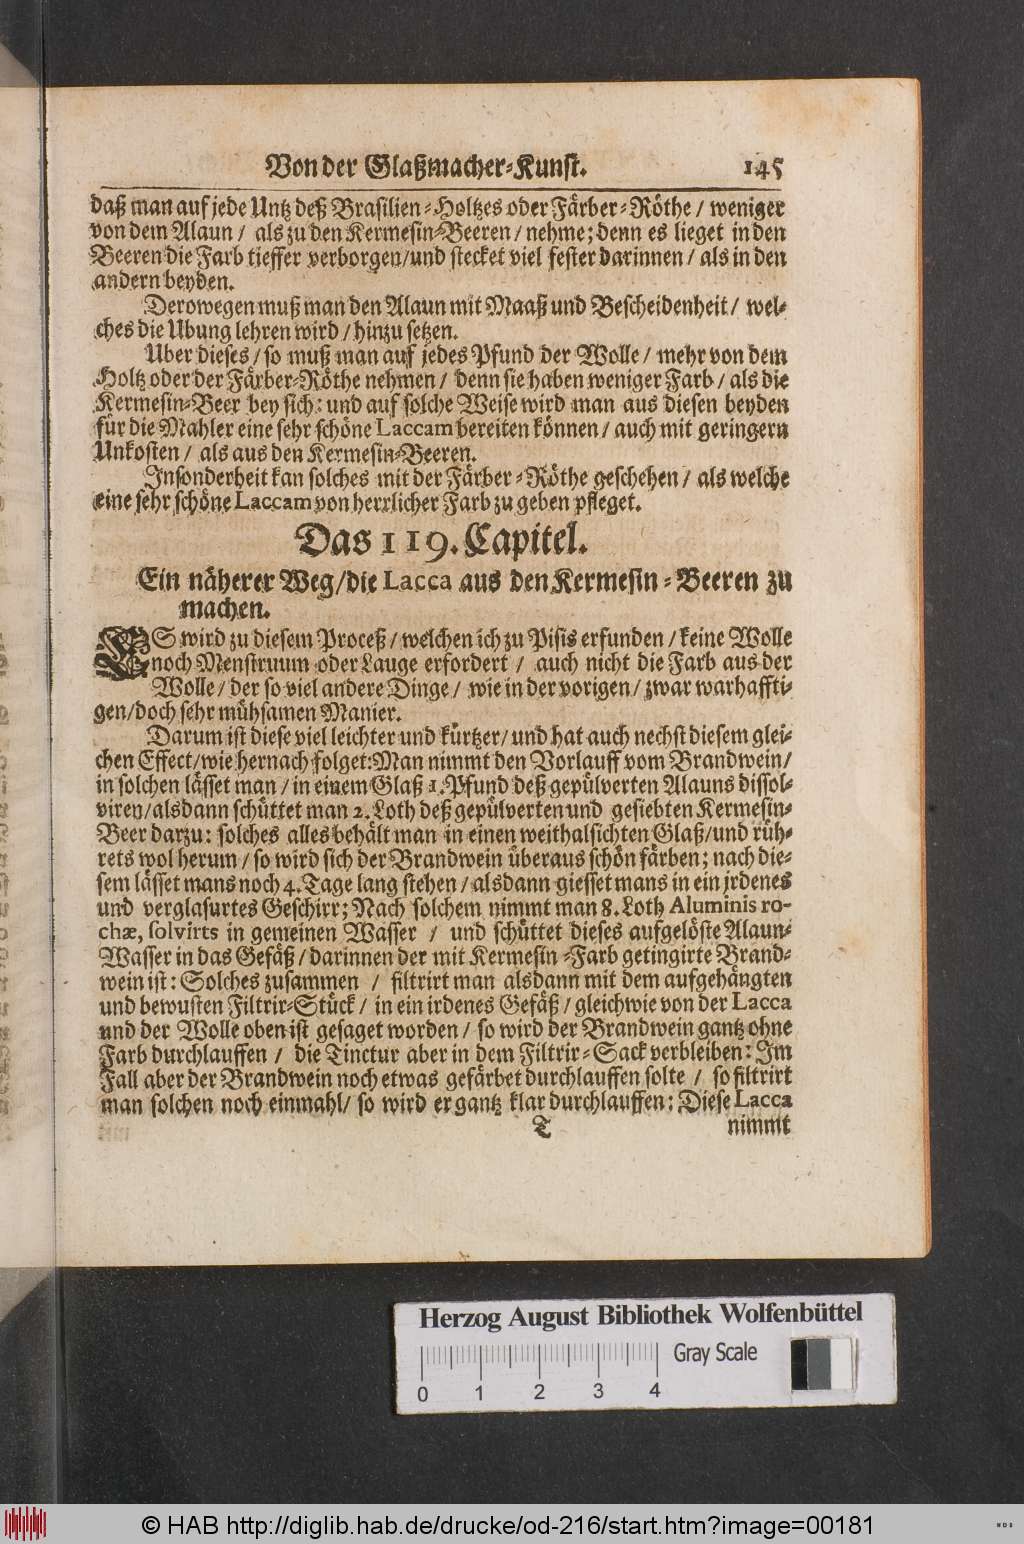 Von der Glaßmacher-Kunst. 145
daß man auf jede Untz deß Brasilien-Holtzes oder Färber-Röthe / weniger
von dem Alaun / als zu den Kermesin-Beeren / nehme; denn es lieget in den
Beeren die Farb tieffer verborgen/und stecket viel fester darinnen / als in den
andern beyden.
Derowegen muß man den Alaun mit Maaß und Bescheidenheit / wel-
ches die Ubung lehren wird / hinzu setzen.
Uber dieses / so muß man auf jedes Pfund der Wolle / mehr von dem
Holtz oder der Färber-Röthe nehmen / denn sie haben weniger Farb / als die
Kermesin-Beer bey sich: und auf solche Weise wird man aus diesen beyden
für die Mahler eine sehr schöne Laccam bereiten können / auch mit geringern
Unkosten / als aus den Kermesin-Beeren.
Insonderheit kan solches mit der Färber-Röthe geschehen / als welche
eine sehr schöne Laccam von herrlicher Farb zu geben pfleget.
Das 119. Capitel.
Ein näherer Weg/die Lacca aus den Kermesin-Beeren zu
machen.
ES wird zu diesem Proceß / welchen ich zu Pisis erfunden / keine Wolle
noch Menstruum oder Lauge erfordert / auch nicht die Farb aus der
Wolle / der so viel andere Dinge / wie in der vorigen / zwar warhaffti-
gen/doch sehr mühsamen Manier.
Darum ist diese viel leichter und kürtzer/und hat auch nechst diesem glei-
chen Effect/wie hernach folget:Man nimmt den Vorlauff vom Brandwein/
in solchen lässet man / in einem Glaß 1. Pfund deß gepülverten Alauns dissol-
viren/alsdann schüttet man 2. Loth deß gepülverten und gesiebten Kermesin-
Beer darzu: solches alles behält man in einen weithalsichten Glaß/und rüh-
rets wol herum / so wird sich der Brandwein überaus schön färben; nach die-
sem lässet mans noch 4. Tage lang stehen / alsdann giesset mans in ein jrdenes
und verglasurtes Geschirr; Nach solchem nimmt man 8. Loth Aluminis ro-
chæ, solvirts in gemeinen Wasser / und schüttet dieses aufgelöste Alaun-
Wasser in das Gefäß / darinnen der mit Kermesin-Farb getingirte Brand-
wein ist: Solches zusammen / filtrirt man alsdann mit dem aufgehängten
und bewusten Filtrir-Stück / in ein irdenes Gefäß / gleichwie von der Lacca
und der Wolle oben ist gesaget worden / so wird der Brandwein gantz ohne
Farb durchlauffen / die Tinctur aber in dem Filtrir-Sack verbleiben: Im
Fall aber der Brandwein noch etwas gefärbet durchlauffen solte / so filtrirt
man solchen noch einmahl/ so wird er gantz klar durchlauffen: Diese Lacca
T nimmt
Herzog August Bibliothek Wolfenbüttel
Gray Scale
0 1 2 3 4
© HAB http://diglib.hab.de/drucke/od-216/start.htm?image=00181